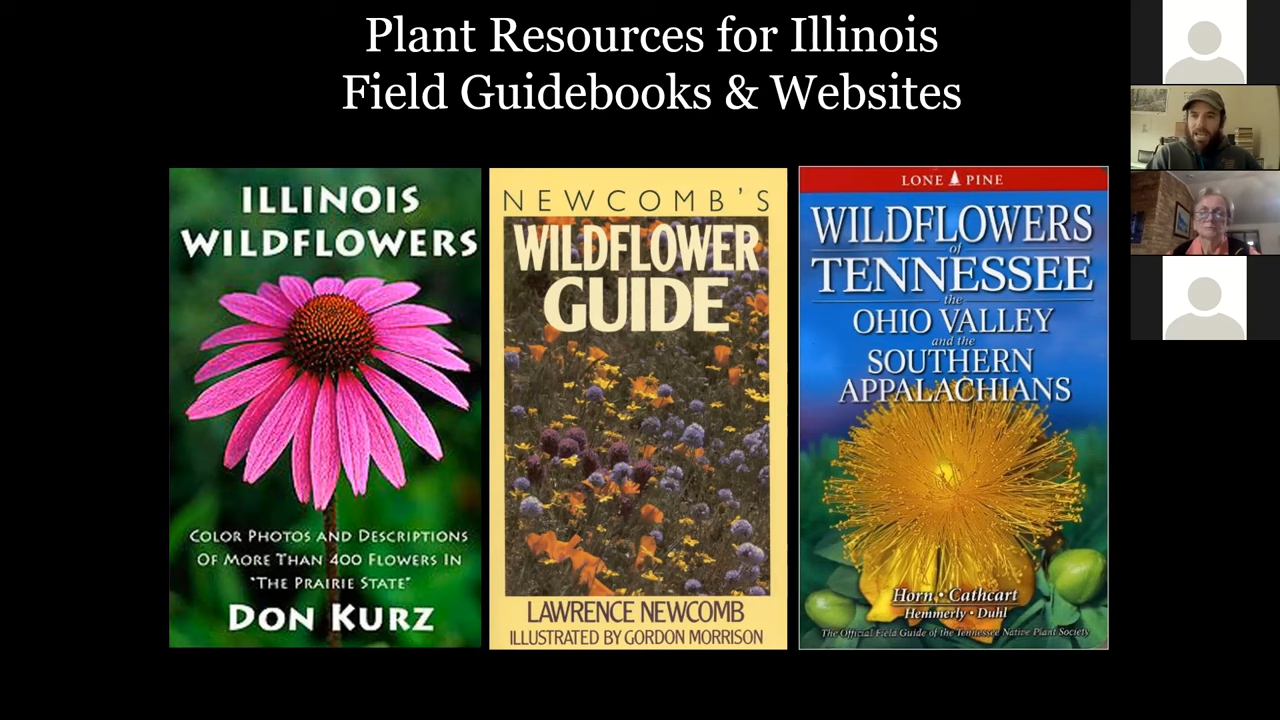 Plant Resources for Illinois
Field Guidebooks & Websites
ILLINOIS
WILDFLOWERS
COLOR PHOTOS AND DESCRIPTIONS
OF MORE THAN 400 FLOWERS IN
"THE PRAIRIE STATE"
DON KURZ
NEWCOMB'S
WILDFLOWER
GUIDE
LAWRENCE NEWCOMB
ILLUSTRATED BY GORDON MORRISON
LONE PINE
WILDFLOWERS
of
TENNESSEE
the
OHIO VALLEY
and the
SOUTHERN
APPALACHIANS
Horn • Cathcart
Hemmerly • Duhl
The Official Field Guide of the Tennessee Native Plant Society